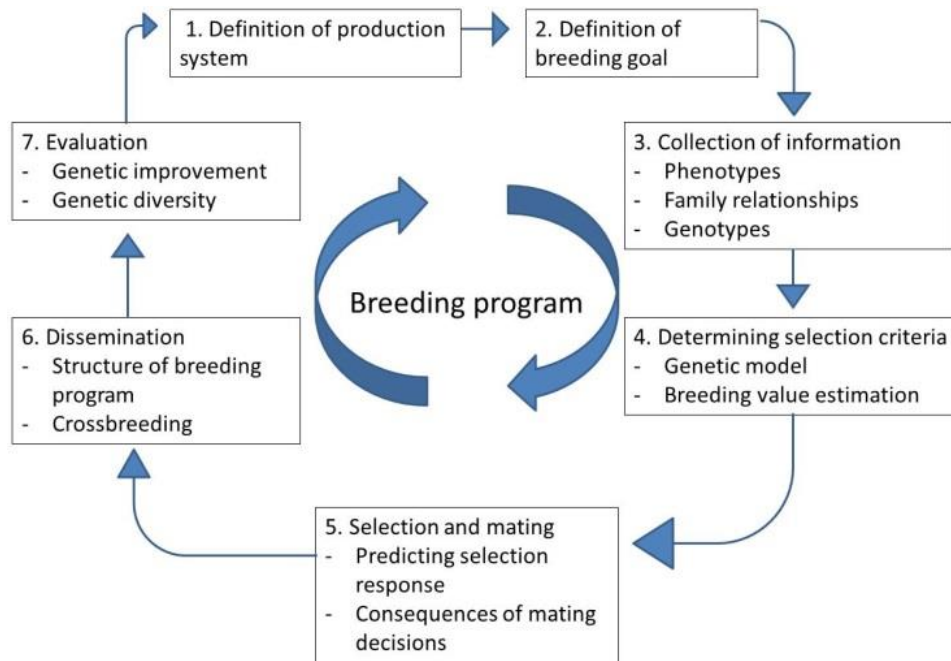 1. Definition of production
system
2. Definition of
breeding goal
3. Collection of information
- Phenotypes
- Family relationships
- Genotypes
4. Determining selection criteria
- Genetic model
- Breeding value estimation
5. Selection and mating
- Predicting selection
response
- Consequences of mating
decisions
6. Dissemination
- Structure of breeding
program
- Crossbreeding
7. Evaluation
- Genetic improvement
- Genetic diversity
Breeding program